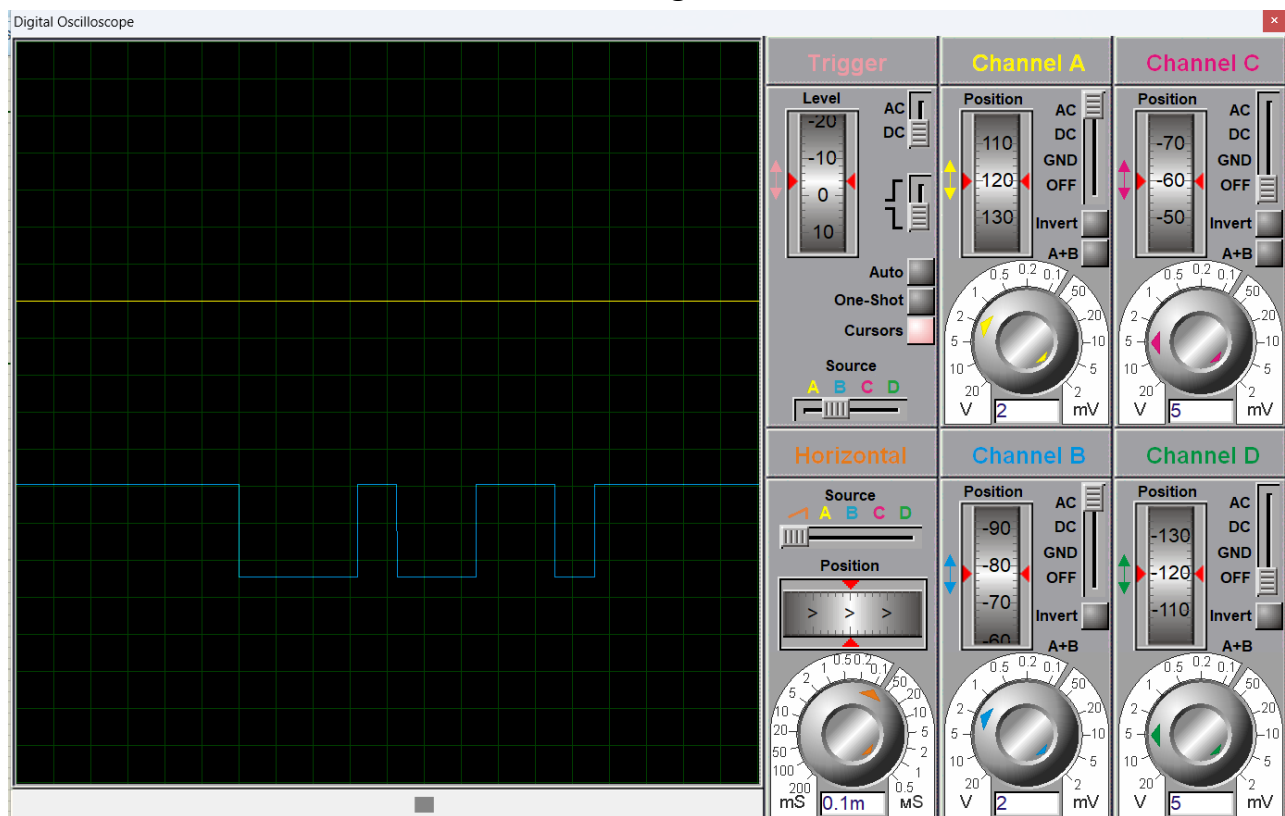 Digital Oscilloscope
Trigger
Level
-20
-10
0
10
AC
DC
Auto
One-Shot
Cursors
Source
A B C D
Channel A
Position
110
120
130
AC
DC
GND
OFF
Invert
A+B
20 10 5 2 1 0.5 0.2 0.1 50 20 10 5 2
V 2 mV
Channel C
Position
-70
-60
-50
AC
DC
GND
OFF
Invert
A+B
20 10 5 2 1 0.5 0.2 0.1 50 20 10 5 2
V 5 mV
Horizontal
Source
A B C D
Position
> > >
200 100 50 20 10 5 2 1 0.5 0.2 0.1 50 20 10 5 2 1 0.5
mS 0.1m мS
Channel B
Position
-90
-80
-70
-60
AC
DC
GND
OFF
Invert
A+B
20 10 5 2 1 0.5 0.2 0.1 50 20 10 5 2
V 2 mV
Channel D
Position
-130
-120
-110
AC
DC
GND
OFF
Invert
A+B
20 10 5 2 1 0.5 0.2 0.1 50 20 10 5 2
V 5 mV